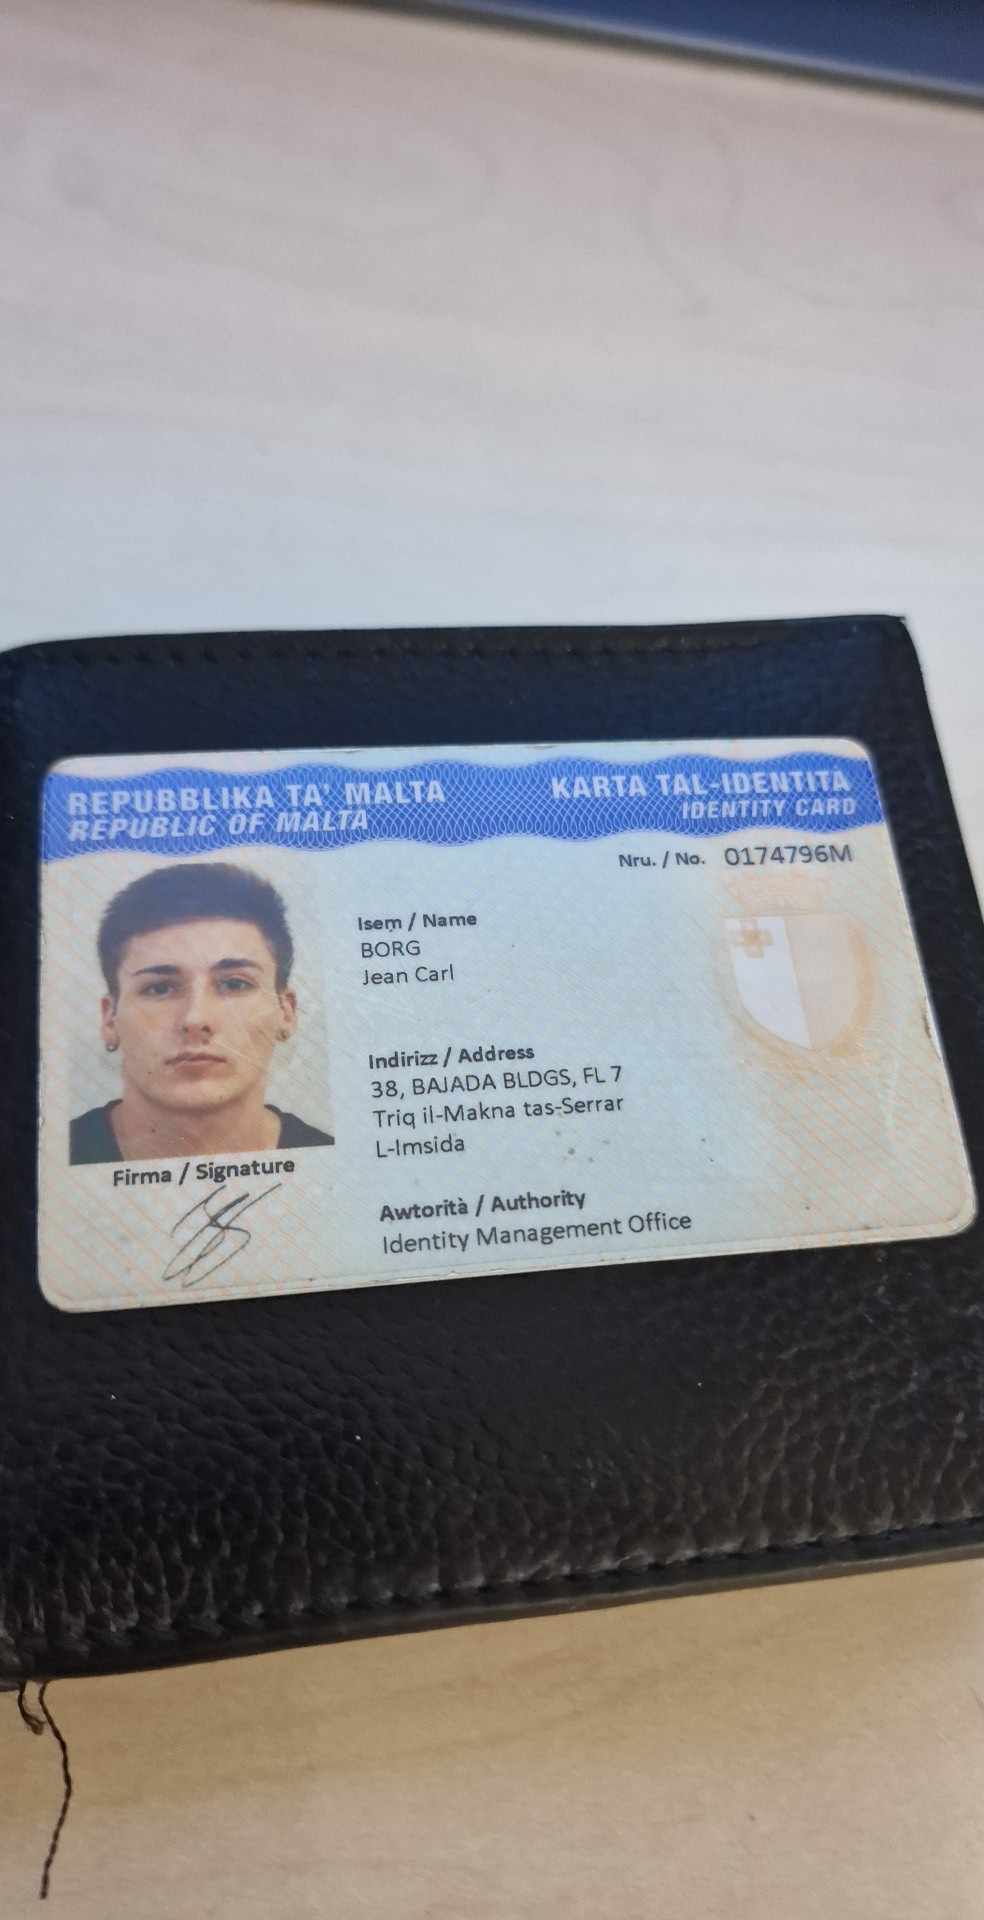 REPUBBLIKA TA' MALTA
REPUBLIC OF MALTA
KARTA TAL-IDENTITÀ
IDENTITY CARD
Nru. / No. 0174796M
Isem / Name
BORG
Jean Carl
Indirizz / Address
38, BAJADA BLDGS, FL 7
Triq il-Makna tas-Serrar
L-Imsida
Firma / Signature
Awtorità / Authority
Identity Management Office